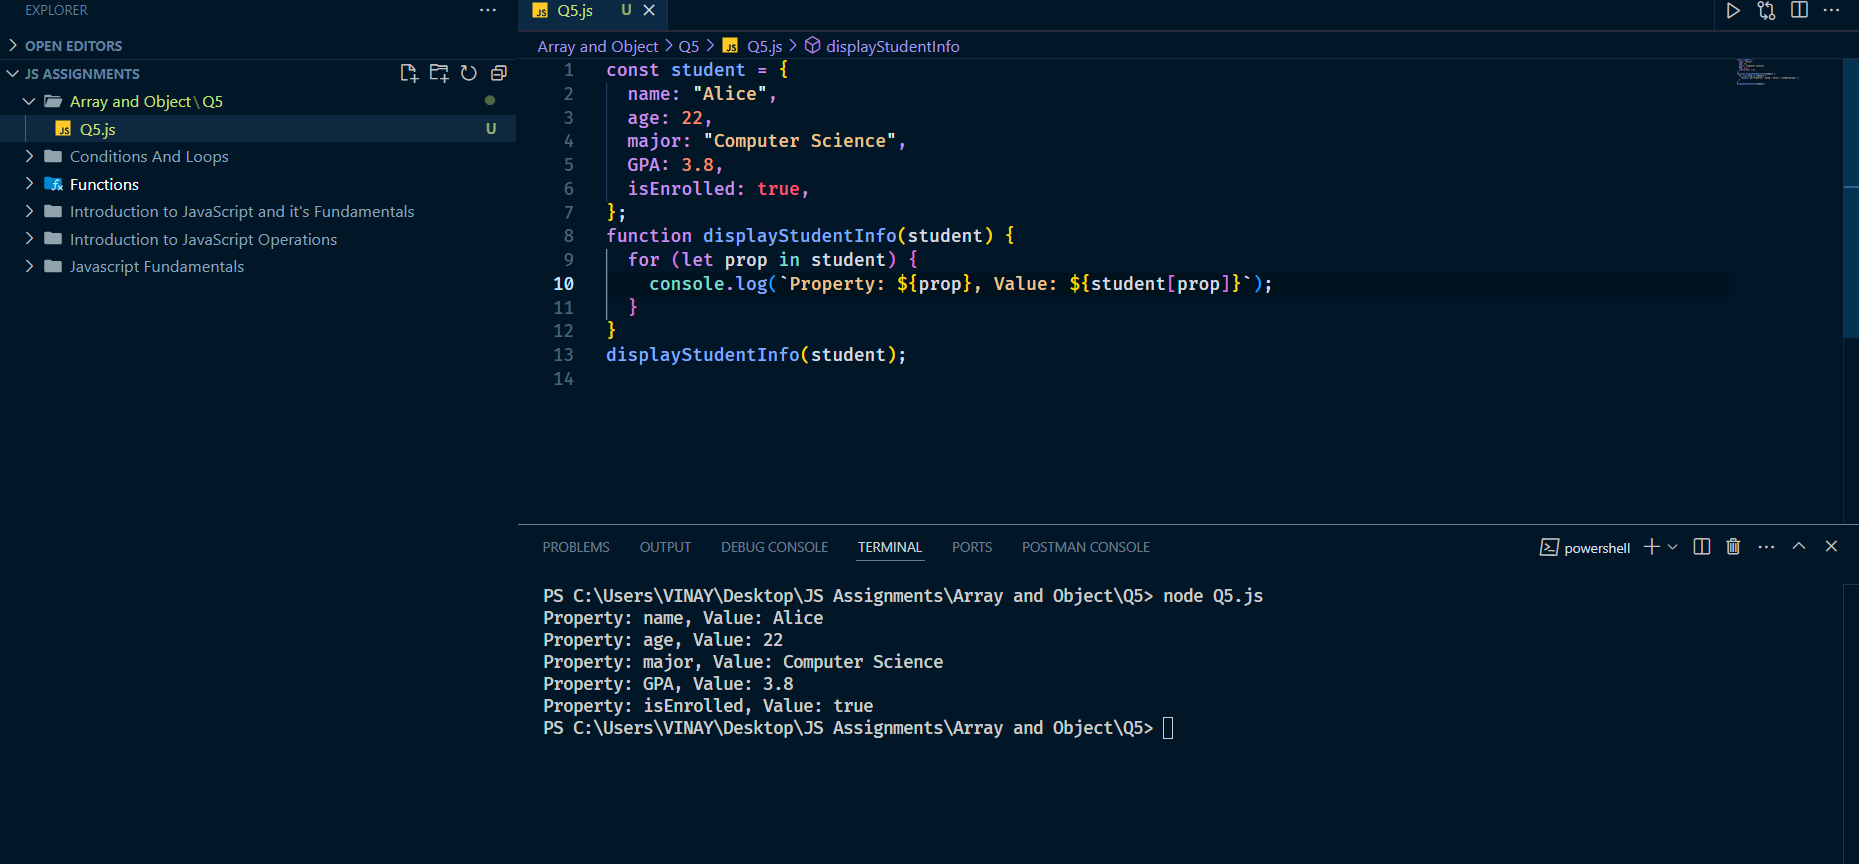 EXPLORER
OPEN EDITORS
JS ASSIGNMENTS
Array and Object\Q5
JS Q5.js U
Conditions And Loops
Functions
Introduction to JavaScript and it's Fundamentals
Introduction to JavaScript Operations
Javascript Fundamentals
JS Q5.js U
Array and Object > Q5 > JS Q5.js > displayStudentInfo
1 const student = {
2 name: "Alice",
3 age: 22,
4 major: "Computer Science",
5 GPA: 3.8,
6 isEnrolled: true,
7 };
8 function displayStudentInfo(student) {
9 for (let prop in student) {
10 console.log(`Property: ${prop}, Value: ${student[prop]}`);
11 }
12 }
13 displayStudentInfo(student);
14
PROBLEMS OUTPUT DEBUG CONSOLE TERMINAL PORTS POSTMAN CONSOLE powershell
PS C:\Users\VINAY\Desktop\JS Assignments\Array and Object\Q5> node Q5.js
Property: name, Value: Alice
Property: age, Value: 22
Property: major, Value: Computer Science
Property: GPA, Value: 3.8
Property: isEnrolled, Value: true
PS C:\Users\VINAY\Desktop\JS Assignments\Array and Object\Q5>